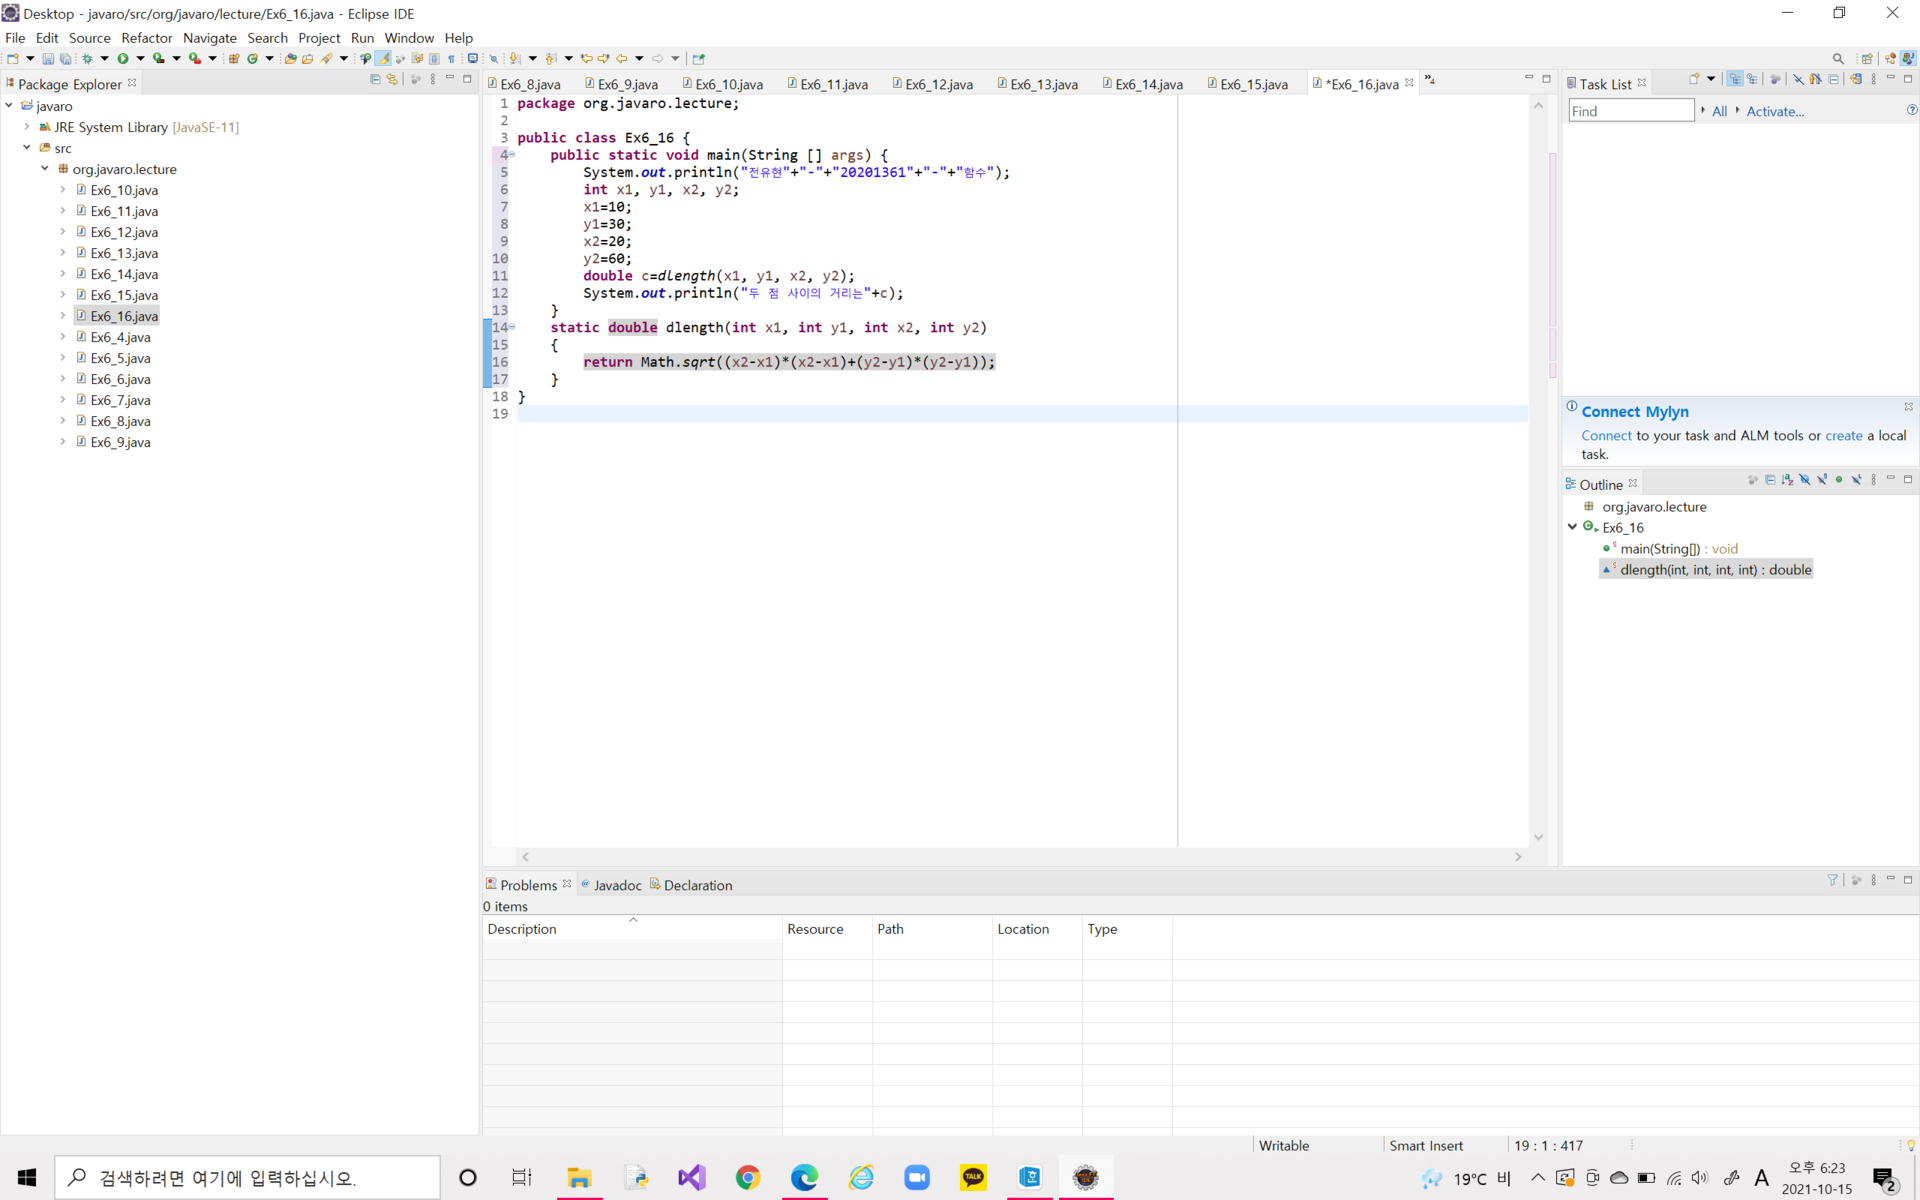 Desktop - javaro/src/org/javaro/lecture/Ex6_16.java - Eclipse IDE
File Edit Source Refactor Navigate Search Project Run Window Help
Package Explorer
javaro
JRE System Library [JavaSE-11]
src
org.javaro.lecture
Ex6_10.java
Ex6_11.java
Ex6_12.java
Ex6_13.java
Ex6_14.java
Ex6_15.java
Ex6_16.java
Ex6_4.java
Ex6_5.java
Ex6_6.java
Ex6_7.java
Ex6_8.java
Ex6_9.java
Ex6_8.java Ex6_9.java Ex6_10.java Ex6_11.java Ex6_12.java Ex6_13.java Ex6_14.java Ex6_15.java *Ex6_16.java »4
1 package org.javaro.lecture;
2
3 public class Ex6_16 {
4 public static void main(String [] args) {
5 System.out.println("전유현"+"-"+"20201361"+"-"+"함수");
6 int x1, y1, x2, y2;
7 x1=10;
8 y1=30;
9 x2=20;
10 y2=60;
11 double c=dlength(x1, y1, x2, y2);
12 System.out.println("두 점 사이의 거리는"+c);
13 }
14 static double dlength(int x1, int y1, int x2, int y2)
15 {
16 return Math.sqrt((x2-x1)*(x2-x1)+(y2-y1)*(y2-y1));
17 }
18 }
19
Task List
Find All Activate...
Connect Mylyn
Connect to your task and ALM tools or create a local
task.
Outline
org.javaro.lecture
Ex6_16
main(String[]) : void
dlength(int, int, int, int) : double
Problems Javadoc Declaration
0 items
Description Resource Path Location Type
Writable Smart Insert 19 : 1 : 417
검색하려면 여기에 입력하십시오.
TALK
19°C 비
A
오후 6:23
2021-10-15
2